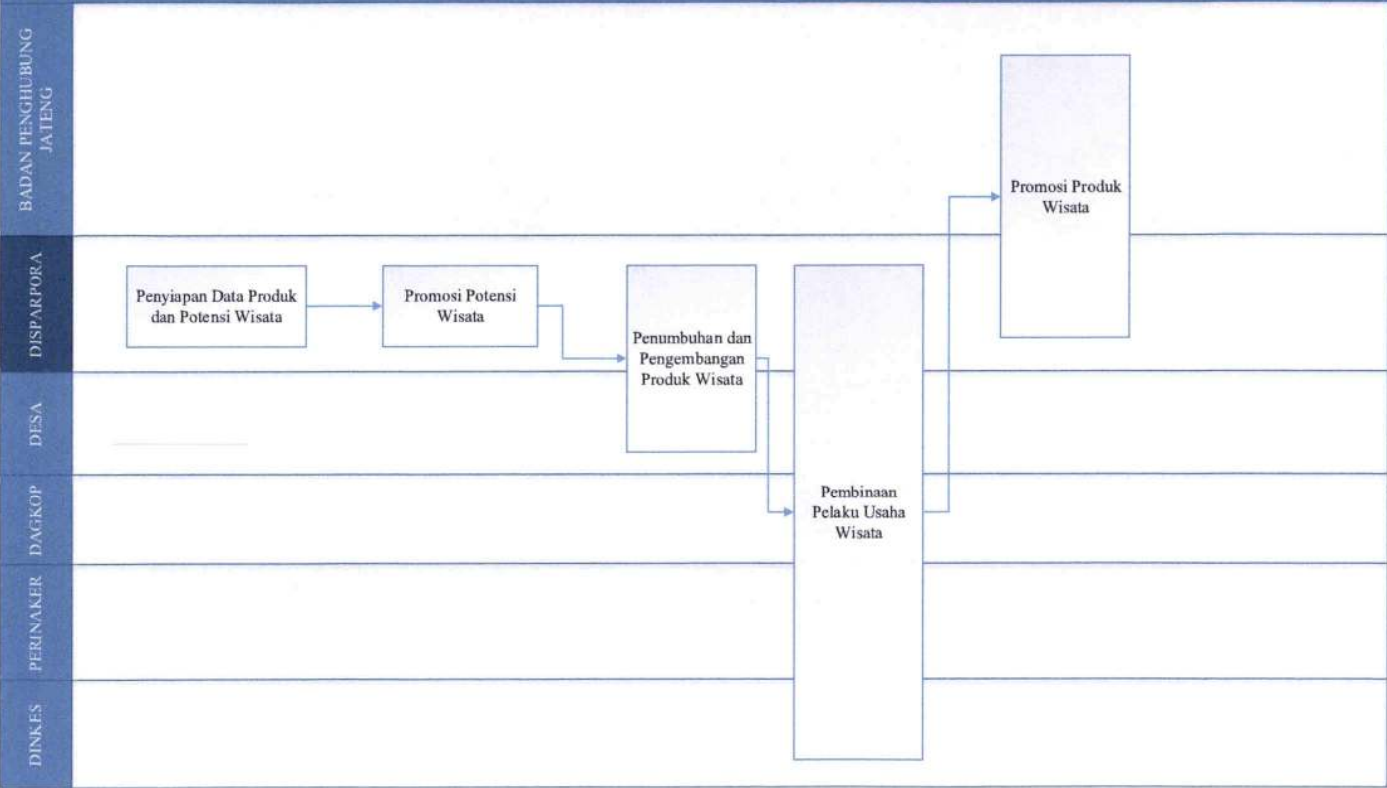 BADAN PENGHUBUNG
JATENG
Promosi Produk
Wisata
DISPARPORA
Penyiapan Data Produk
dan Potensi Wisata
Promosi Potensi
Wisata
Penumbuhan dan
Pengembangan
Produk Wisata
DESA
DAGKOP
Pembinaan
Pelaku Usaha
Wisata
PERINAKER
DINKES